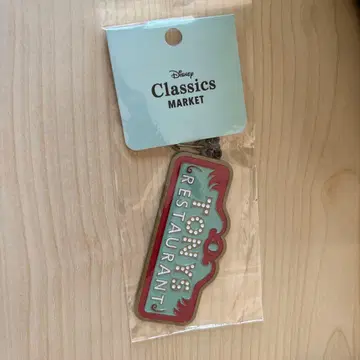 Disney
Classics
MARKET
TONY'S
RESTAURANT